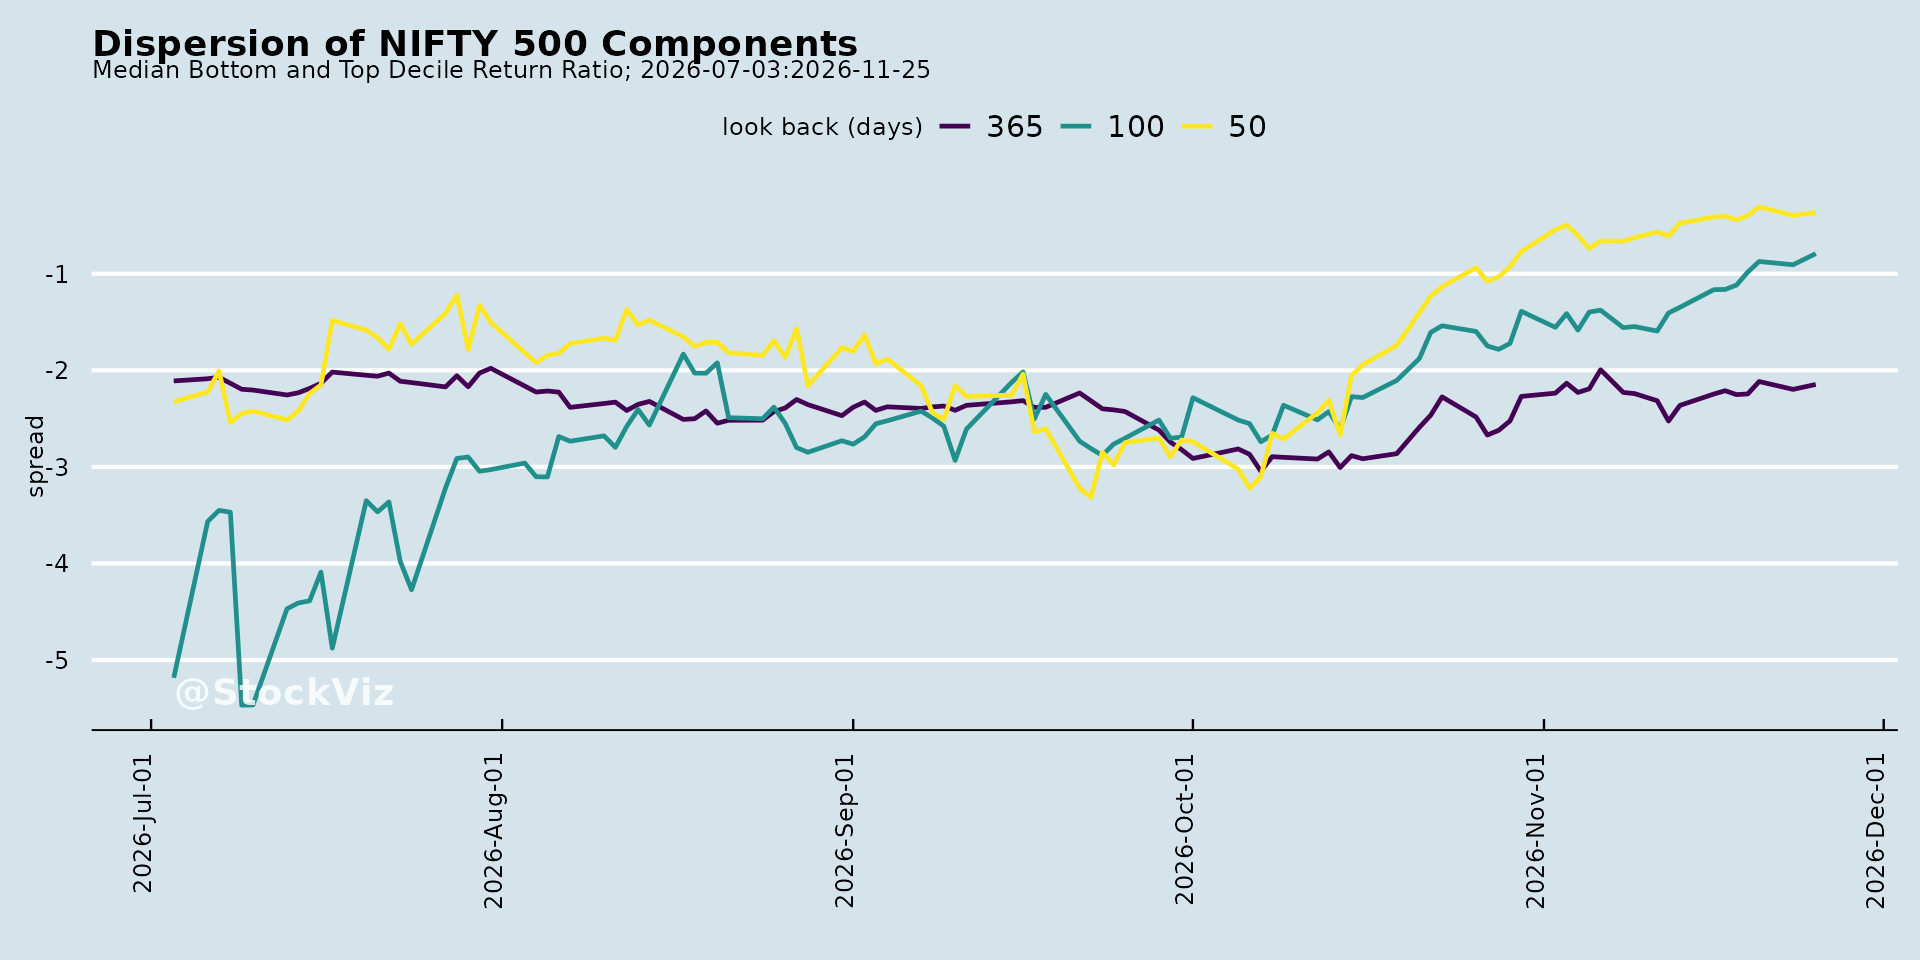 Dispersion of NIFTY 500 Components
Median Bottom and Top Decile Return Ratio; 2026-07-03:2026-11-25
look back (days) 365 100 50
spread
-1
-2
-3
-4
-5
@StockViz
2026-Jul-01
2026-Aug-01
2026-Sep-01
2026-Oct-01
2026-Nov-01
2026-Dec-01